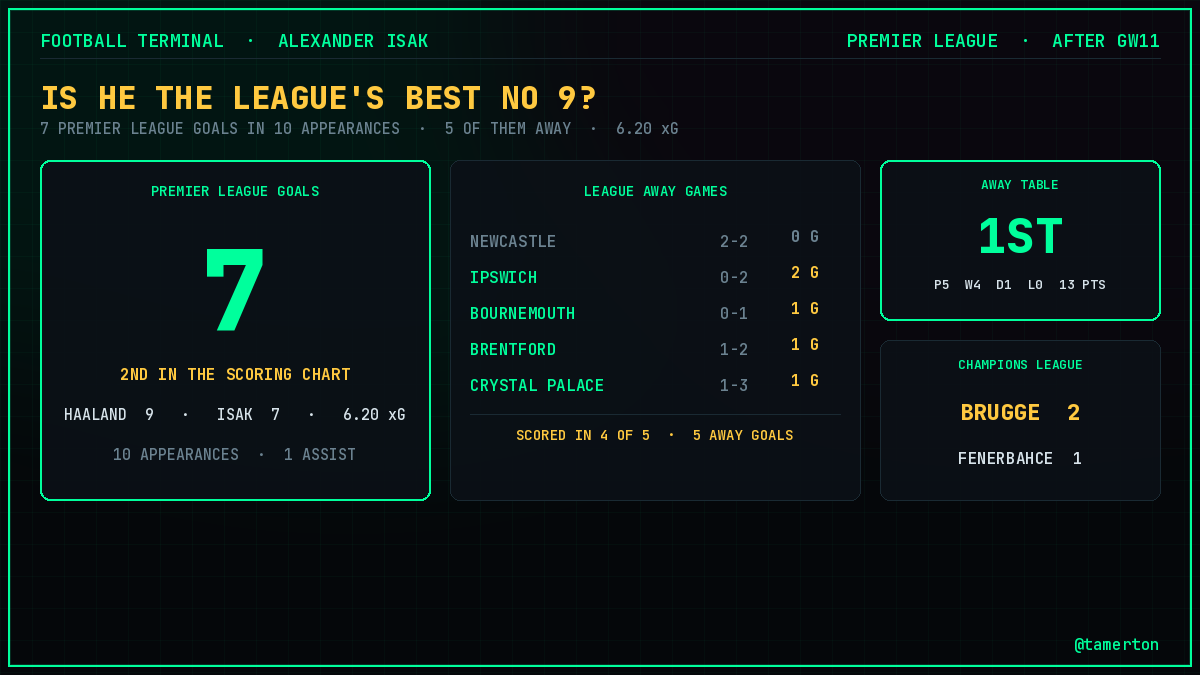 FOOTBALL TERMINAL · ALEXANDER ISAK
PREMIER LEAGUE · AFTER GW11
IS HE THE LEAGUE'S BEST NO 9?
7 PREMIER LEAGUE GOALS IN 10 APPEARANCES · 5 OF THEM AWAY · 6.20 xG
PREMIER LEAGUE GOALS
7
2ND IN THE SCORING CHART
HAALAND 9 · ISAK 7 · 6.20 xG
10 APPEARANCES · 1 ASSIST
LEAGUE AWAY GAMES
NEWCASTLE 2-2 0 G
IPSWICH 0-2 2 G
BOURNEMOUTH 0-1 1 G
BRENTFORD 1-2 1 G
CRYSTAL PALACE 1-3 1 G
SCORED IN 4 OF 5 · 5 AWAY GOALS
AWAY TABLE
1ST
P5 W4 D1 L0 13 PTS
CHAMPIONS LEAGUE
BRUGGE 2
FENERBAHCE 1
@tamerton